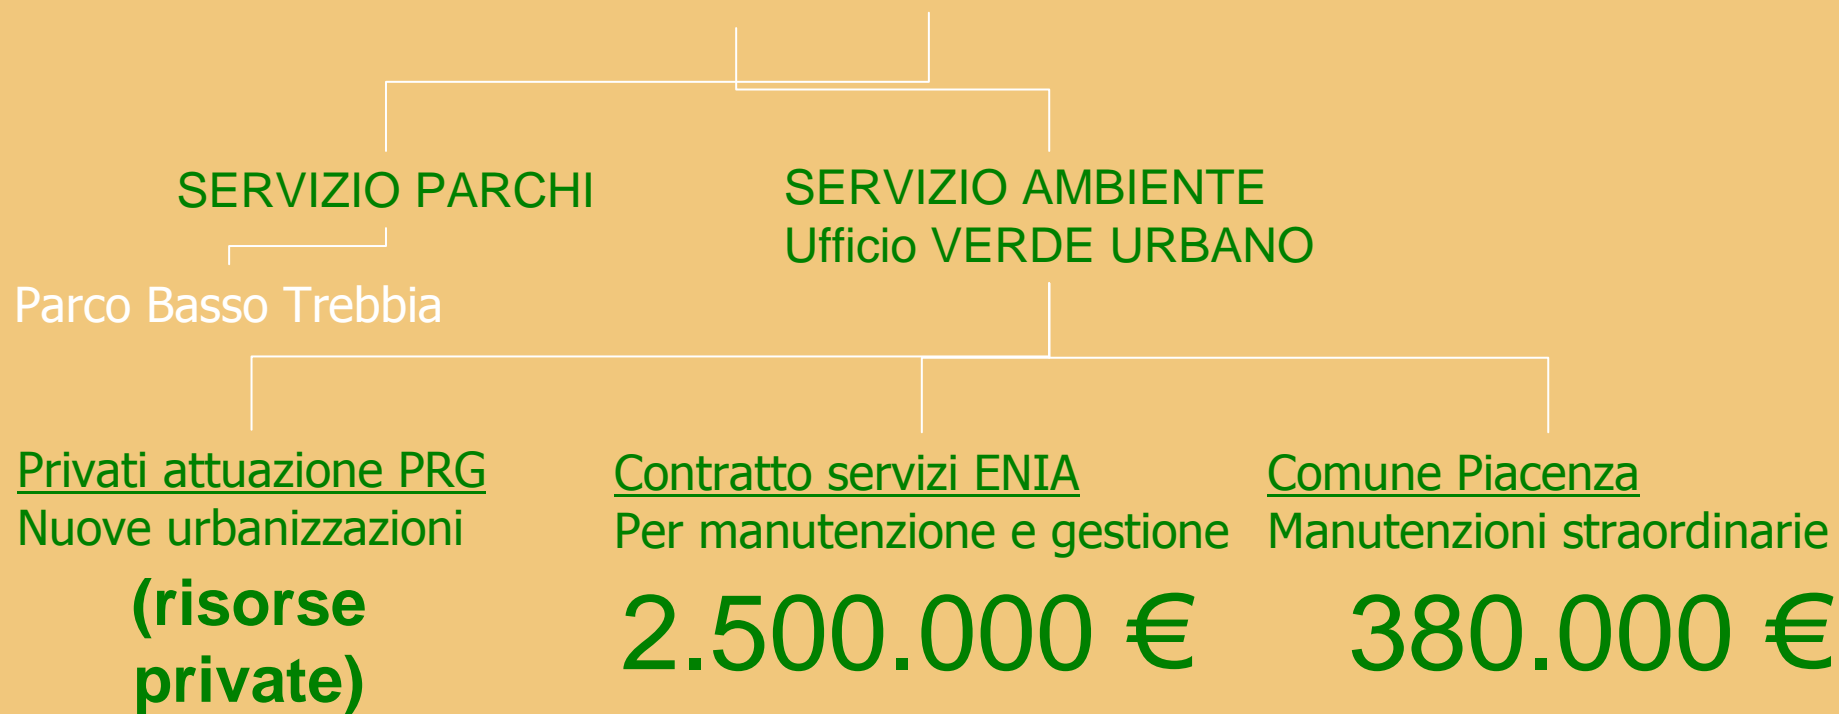 SERVIZIO PARCHI
SERVIZIO AMBIENTE
Ufficio VERDE URBANO
Parco Basso Trebbia
Privati attuazione PRG
Nuove urbanizzazioni
(risorse
private)
Contratto servizi ENIA
Per manutenzione e gestione
2.500.000 €
Comune Piacenza
Manutenzioni straordinarie
380.000 €